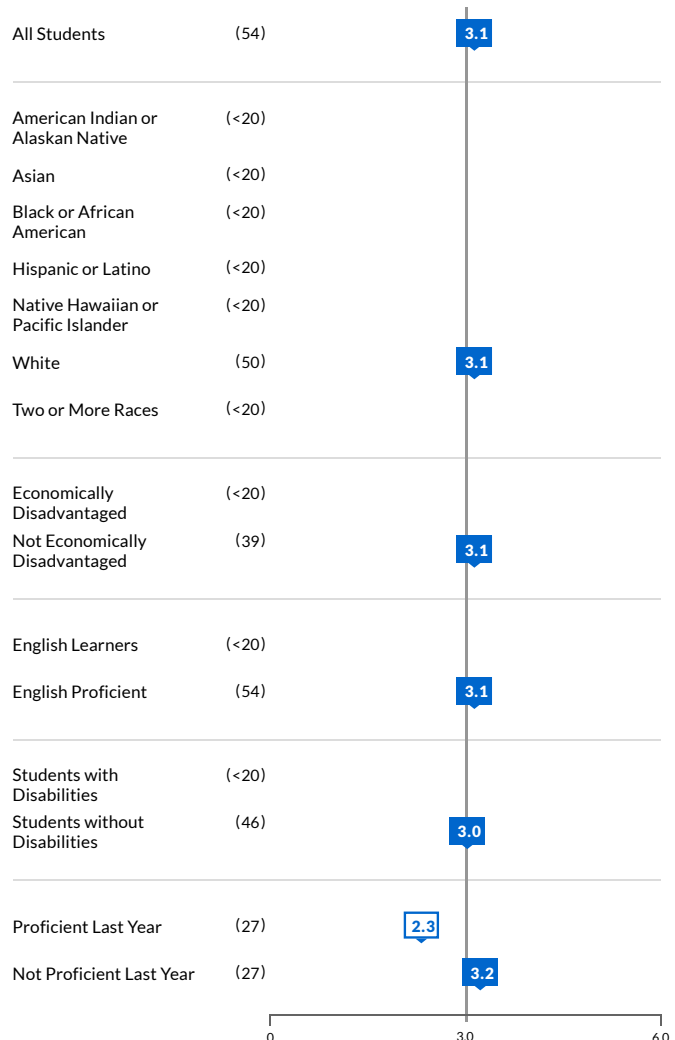 All Students (54) 3.1
American Indian or (<20)
Alaskan Native
Asian (<20)
Black or African (<20)
American
Hispanic or Latino (<20)
Native Hawaiian or (<20)
Pacific Islander
White (50) 3.1
Two or More Races (<20)
Economically (<20)
Disadvantaged
Not Economically (39) 3.1
Disadvantaged
English Learners (<20)
English Proficient (54) 3.1
Students with (<20)
Disabilities
Students without (46) 3.0
Disabilities
Proficient Last Year (27) 2.3
Not Proficient Last Year (27) 3.2
0 3.0 6.0